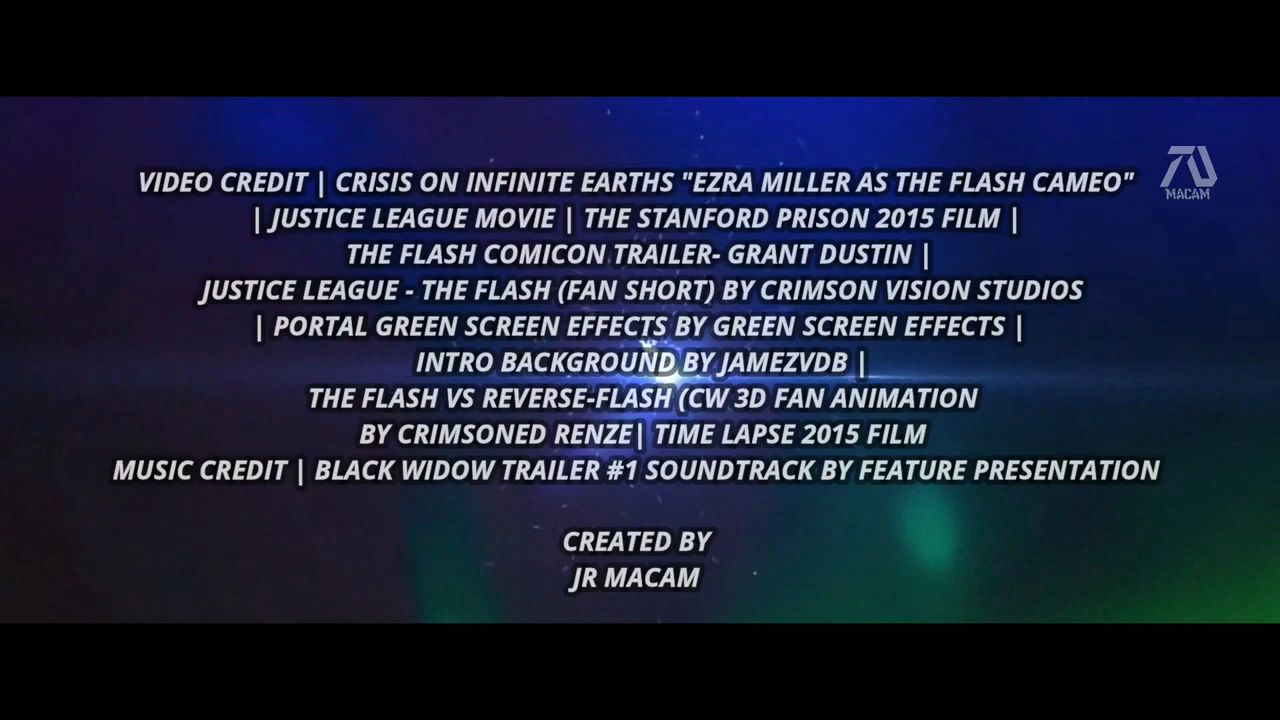 VIDEO CREDIT | CRISIS ON INFINITE EARTHS "EZRA MILLER AS THE FLASH CAMEO"
| JUSTICE LEAGUE MOVIE | THE STANFORD PRISON 2015 FILM |
THE FLASH COMICON TRAILER- GRANT DUSTIN |
JUSTICE LEAGUE - THE FLASH (FAN SHORT) BY CRIMSON VISION STUDIOS
| PORTAL GREEN SCREEN EFFECTS BY GREEN SCREEN EFFECTS |
INTRO BACKGROUND BY JAMEZVDB |
THE FLASH VS REVERSE-FLASH (CW 3D FAN ANIMATION
BY CRIMSONED RENZE| TIME LAPSE 2015 FILM
MUSIC CREDIT | BLACK WIDOW TRAILER #1 SOUNDTRACK BY FEATURE PRESENTATION
CREATED BY
JR MACAM
MACAM